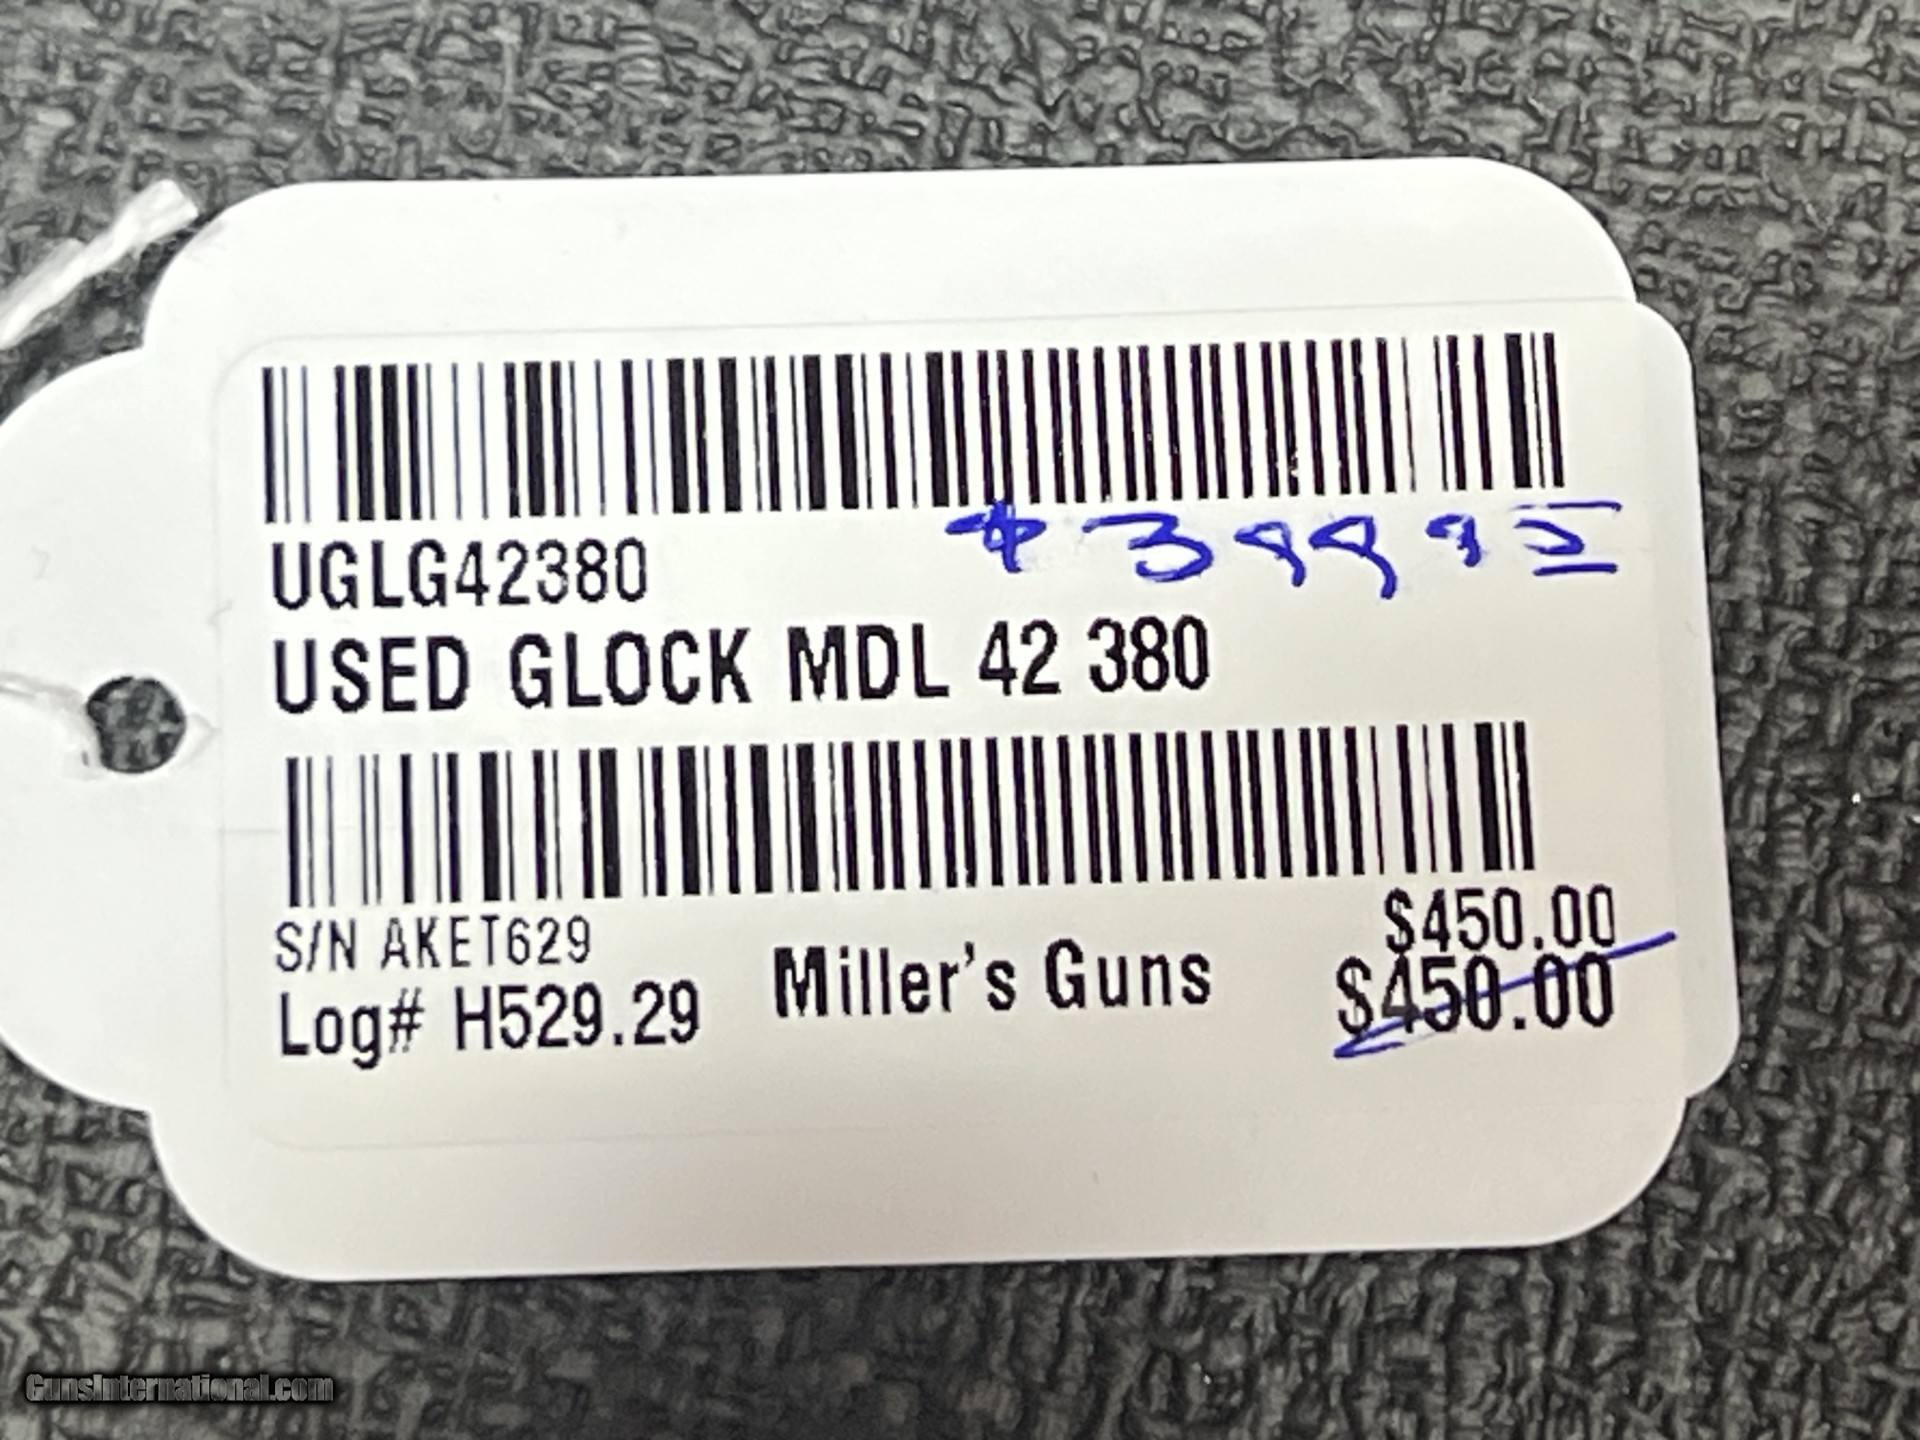 UGLG42380 $399 95
USED GLOCK MDL 42 380
S/N AKET629
Log# H529.29
Miller's Guns
$450.00
$450.00
GunsInternational.com